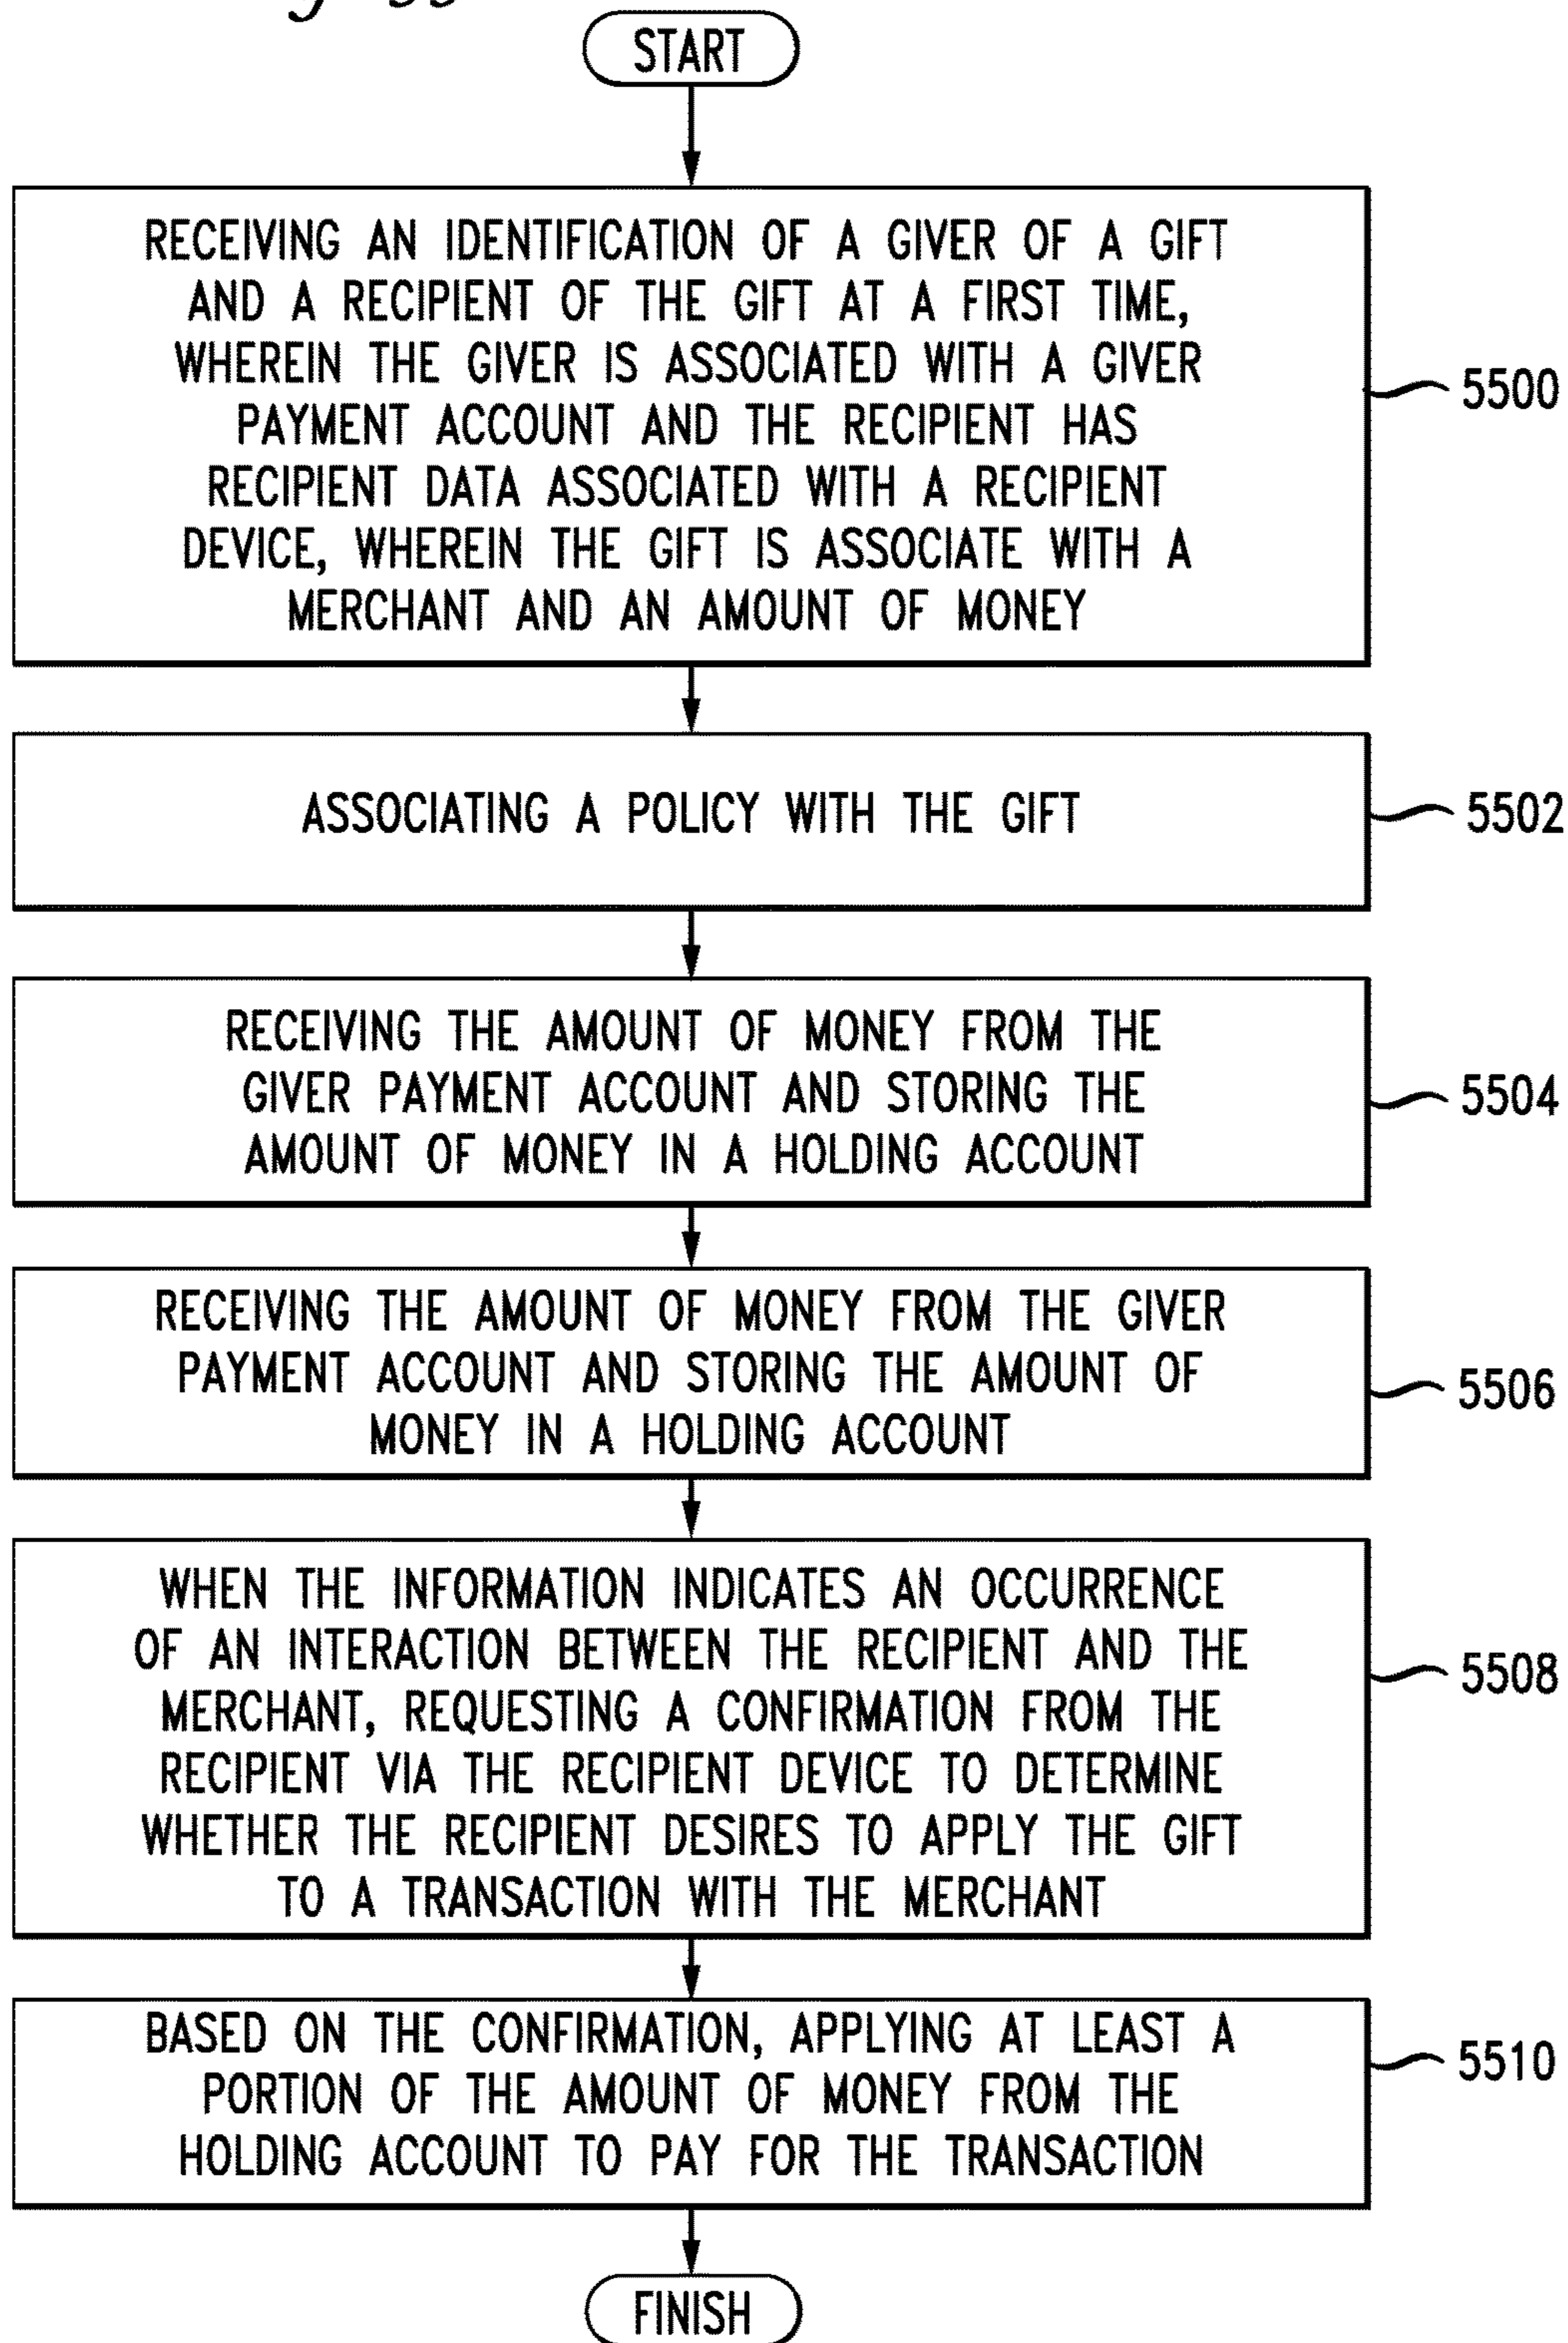 START
RECEIVING AN IDENTIFICATION OF A GIVER OF A GIFT
AND A RECIPIENT OF THE GIFT AT A FIRST TIME,
WHEREIN THE GIVER IS ASSOCIATED WITH A GIVER
PAYMENT ACCOUNT AND THE RECIPIENT HAS
RECIPIENT DATA ASSOCIATED WITH A RECIPIENT
DEVICE, WHEREIN THE GIFT IS ASSOCIATE WITH A
MERCHANT AND AN AMOUNT OF MONEY
5500
ASSOCIATING A POLICY WITH THE GIFT
5502
RECEIVING THE AMOUNT OF MONEY FROM THE
GIVER PAYMENT ACCOUNT AND STORING THE
AMOUNT OF MONEY IN A HOLDING ACCOUNT
5504
RECEIVING THE AMOUNT OF MONEY FROM THE GIVER
PAYMENT ACCOUNT AND STORING THE AMOUNT OF
MONEY IN A HOLDING ACCOUNT
5506
WHEN THE INFORMATION INDICATES AN OCCURRENCE
OF AN INTERACTION BETWEEN THE RECIPIENT AND THE
MERCHANT, REQUESTING A CONFIRMATION FROM THE
RECIPIENT VIA THE RECIPIENT DEVICE TO DETERMINE
WHETHER THE RECIPIENT DESIRES TO APPLY THE GIFT
TO A TRANSACTION WITH THE MERCHANT
5508
BASED ON THE CONFIRMATION, APPLYING AT LEAST A
PORTION OF THE AMOUNT OF MONEY FROM THE
HOLDING ACCOUNT TO PAY FOR THE TRANSACTION
5510
FINISH